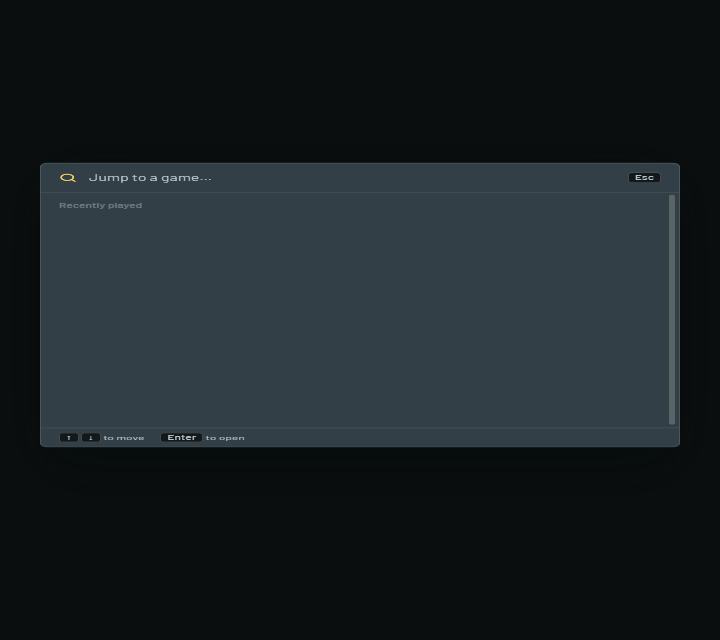 Jump to a game... Esc
Recently played
↑ ↓ to move Enter to open